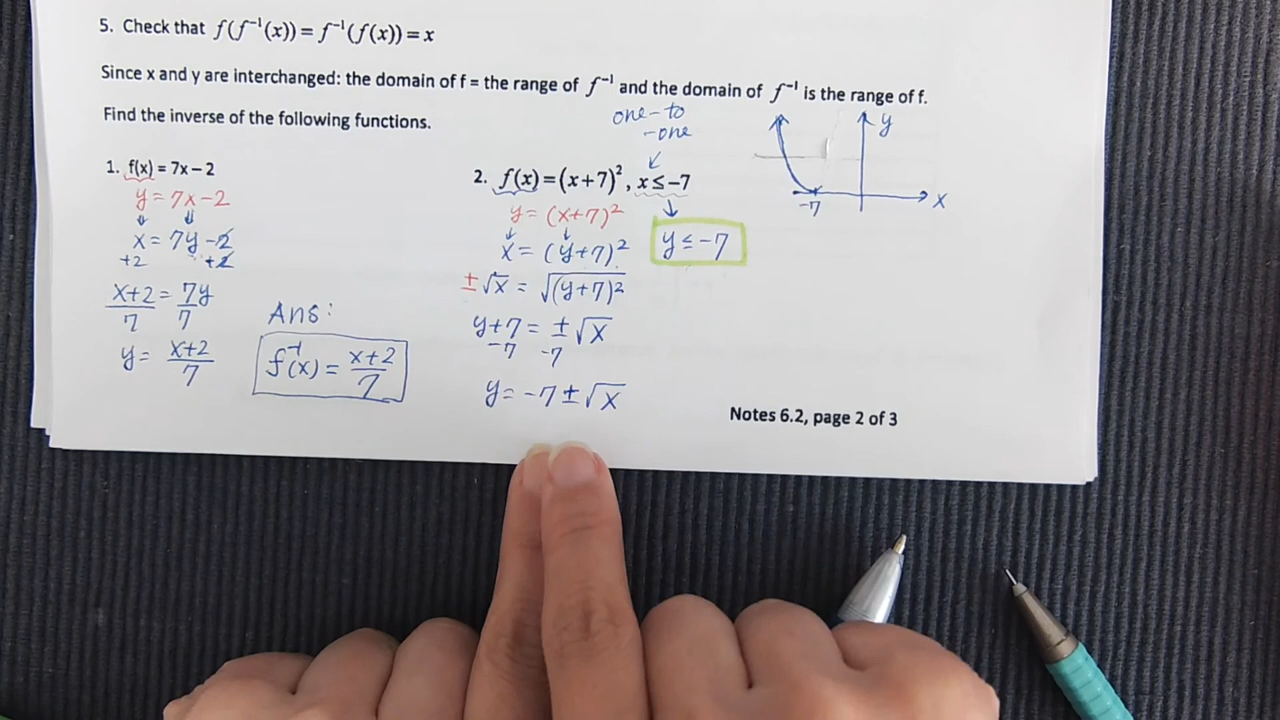 5. Check that f(f⁻¹(x)) = f⁻¹(f(x)) = x
Since x and y are interchanged: the domain of f = the range of f⁻¹ and the domain of f⁻¹ is the range of f.
Find the inverse of the following functions.
1. f(x) = 7x – 2
y = 7x – 2
x = 7y – 2
+2 +2
x+2 = 7y
7 7
y = x+2
7
Ans:
f⁻¹(x) = x+2
7
one-to
-one
2. f(x) = (x+7)², x ≤ –7
y = (x+7)²
x = (y+7)²
y ≤ –7
±√x = √(y+7)²
y+7 = ±√x
-7 -7
y = -7 ± √x
y
x
-7
Notes 6.2, page 2 of 3